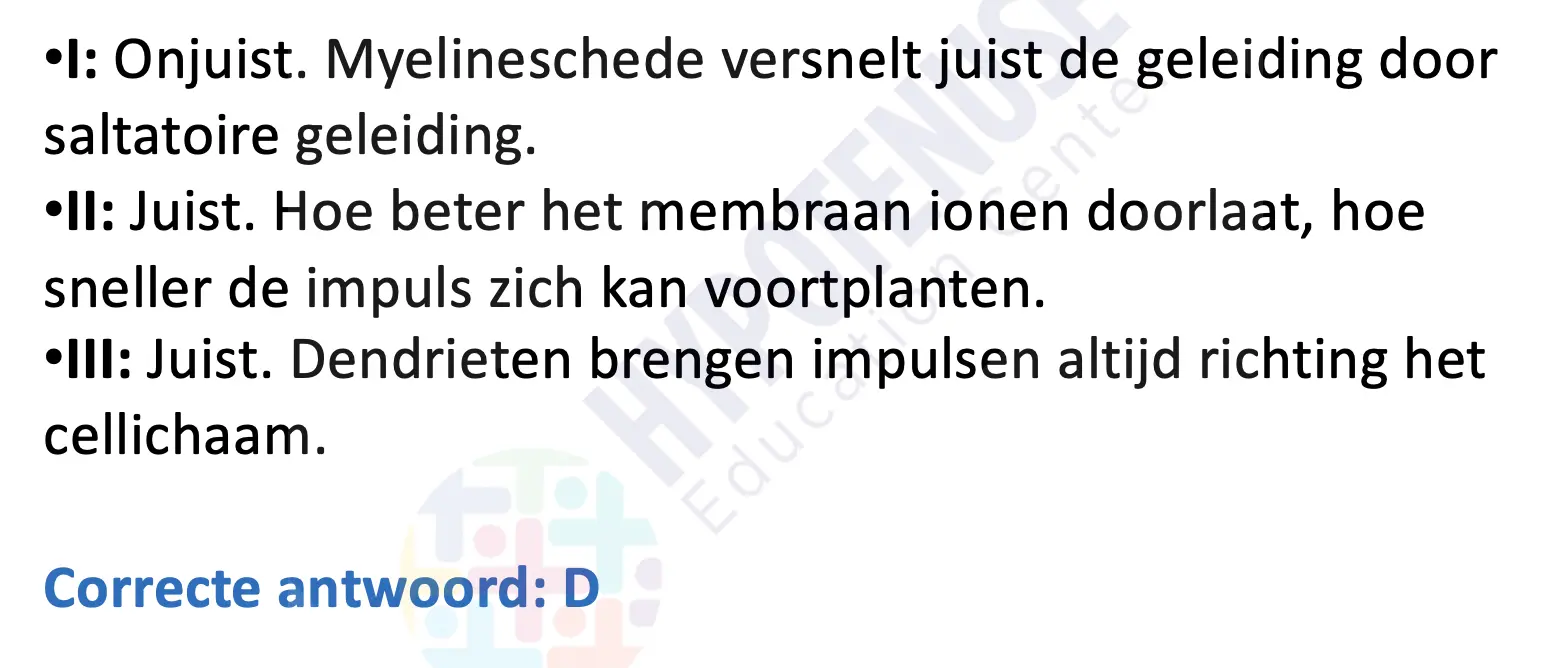 •I: Onjuist. Myelineschede versnelt juist de geleiding door
saltatoire geleiding.
•II: Juist. Hoe beter het membraan ionen doorlaat, hoe
sneller de impuls zich kan voortplanten.
•III: Juist. Dendrieten brengen impulsen altijd richting het
cellichaam.
Correcte antwoord: D
HYPOTENUSE
Education Center